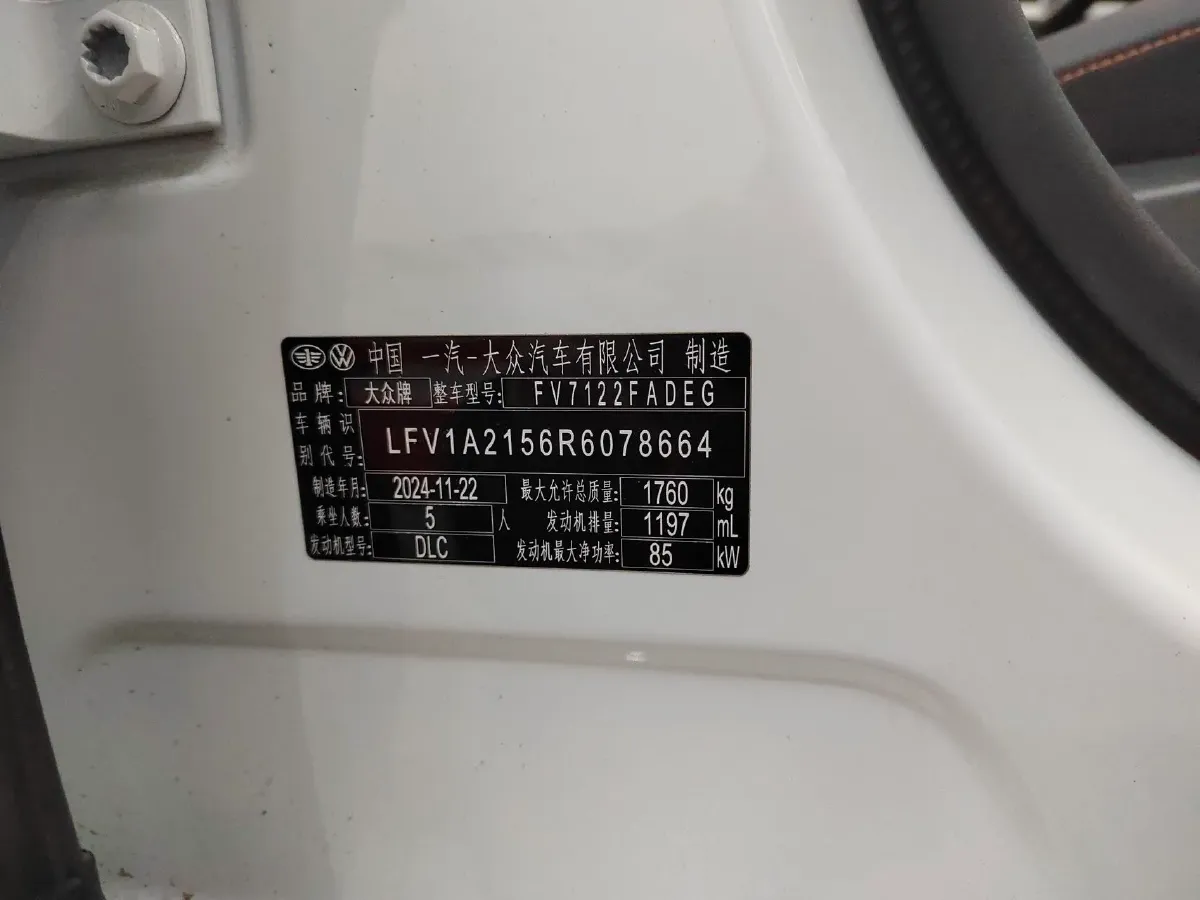 中国 一汽-大众汽车有限公司 制造
品牌: 大众牌 整车型号: FV7122FADEG
车辆识别代号: LFV1A2156R6078664
制造年月: 2024-11-22 最大允许总质量: 1760 kg
乘坐人数: 5 人 发动机排量: 1197 mL
发动机型号: DLC 发动机最大净功率: 85 kW